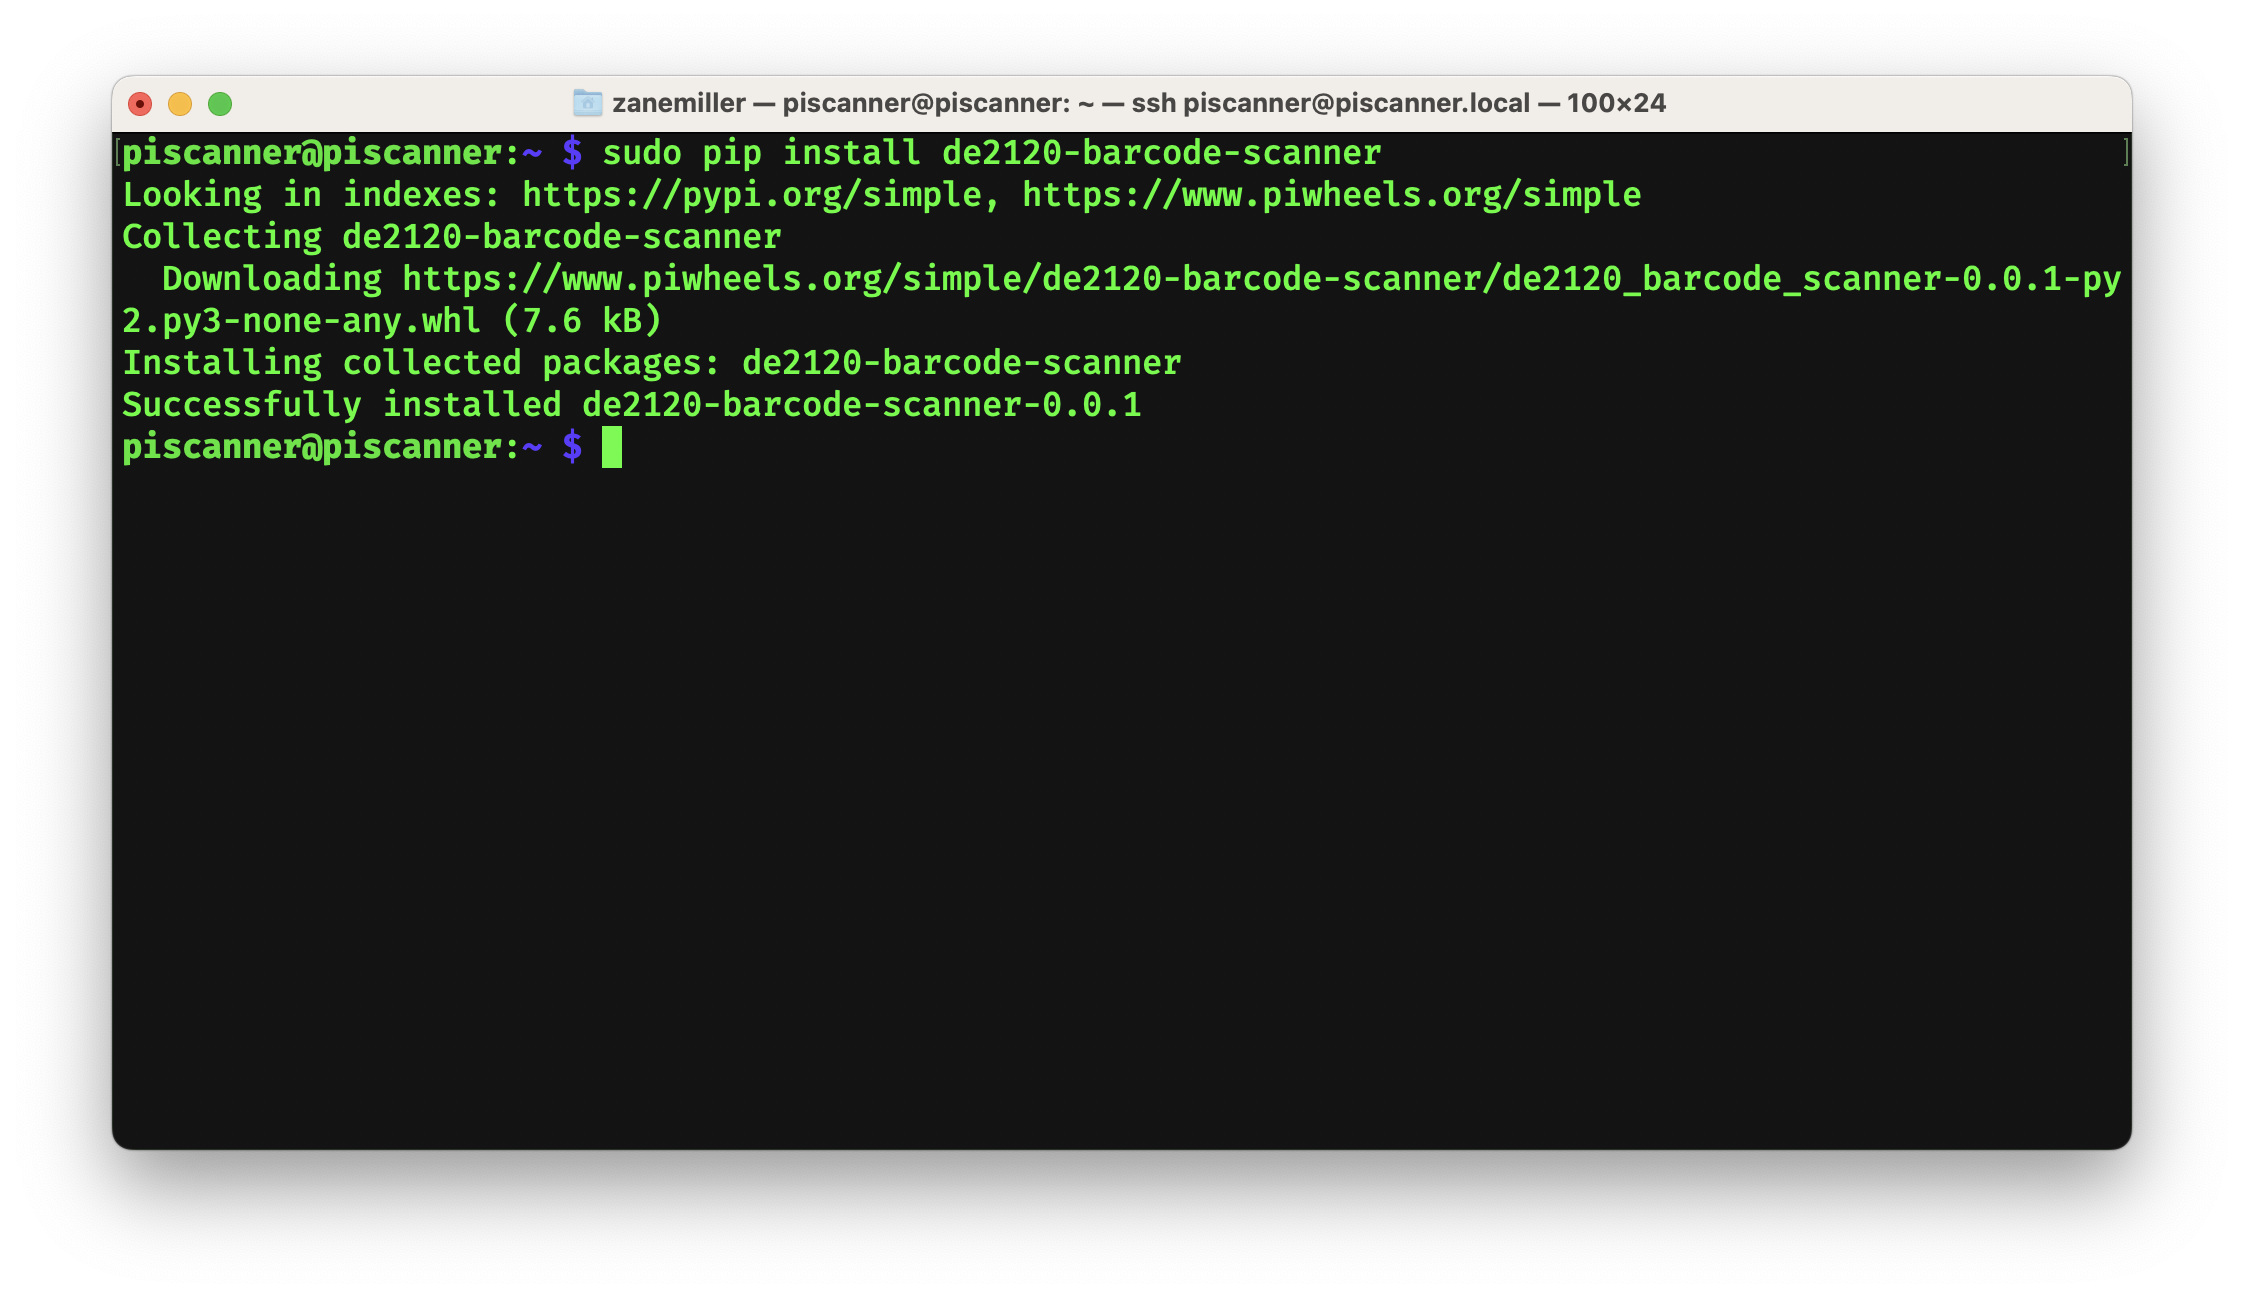 zanemiller — piscanner@piscanner: ~ — ssh piscanner@piscanner.local — 100×24
[piscanner@piscanner:~ $ sudo pip install de2120-barcode-scanner ]
Looking in indexes: https://pypi.org/simple, https://www.piwheels.org/simple
Collecting de2120-barcode-scanner
  Downloading https://www.piwheels.org/simple/de2120-barcode-scanner/de2120_barcode_scanner-0.0.1-py
2.py3-none-any.whl (7.6 kB)
Installing collected packages: de2120-barcode-scanner
Successfully installed de2120-barcode-scanner-0.0.1
piscanner@piscanner:~ $